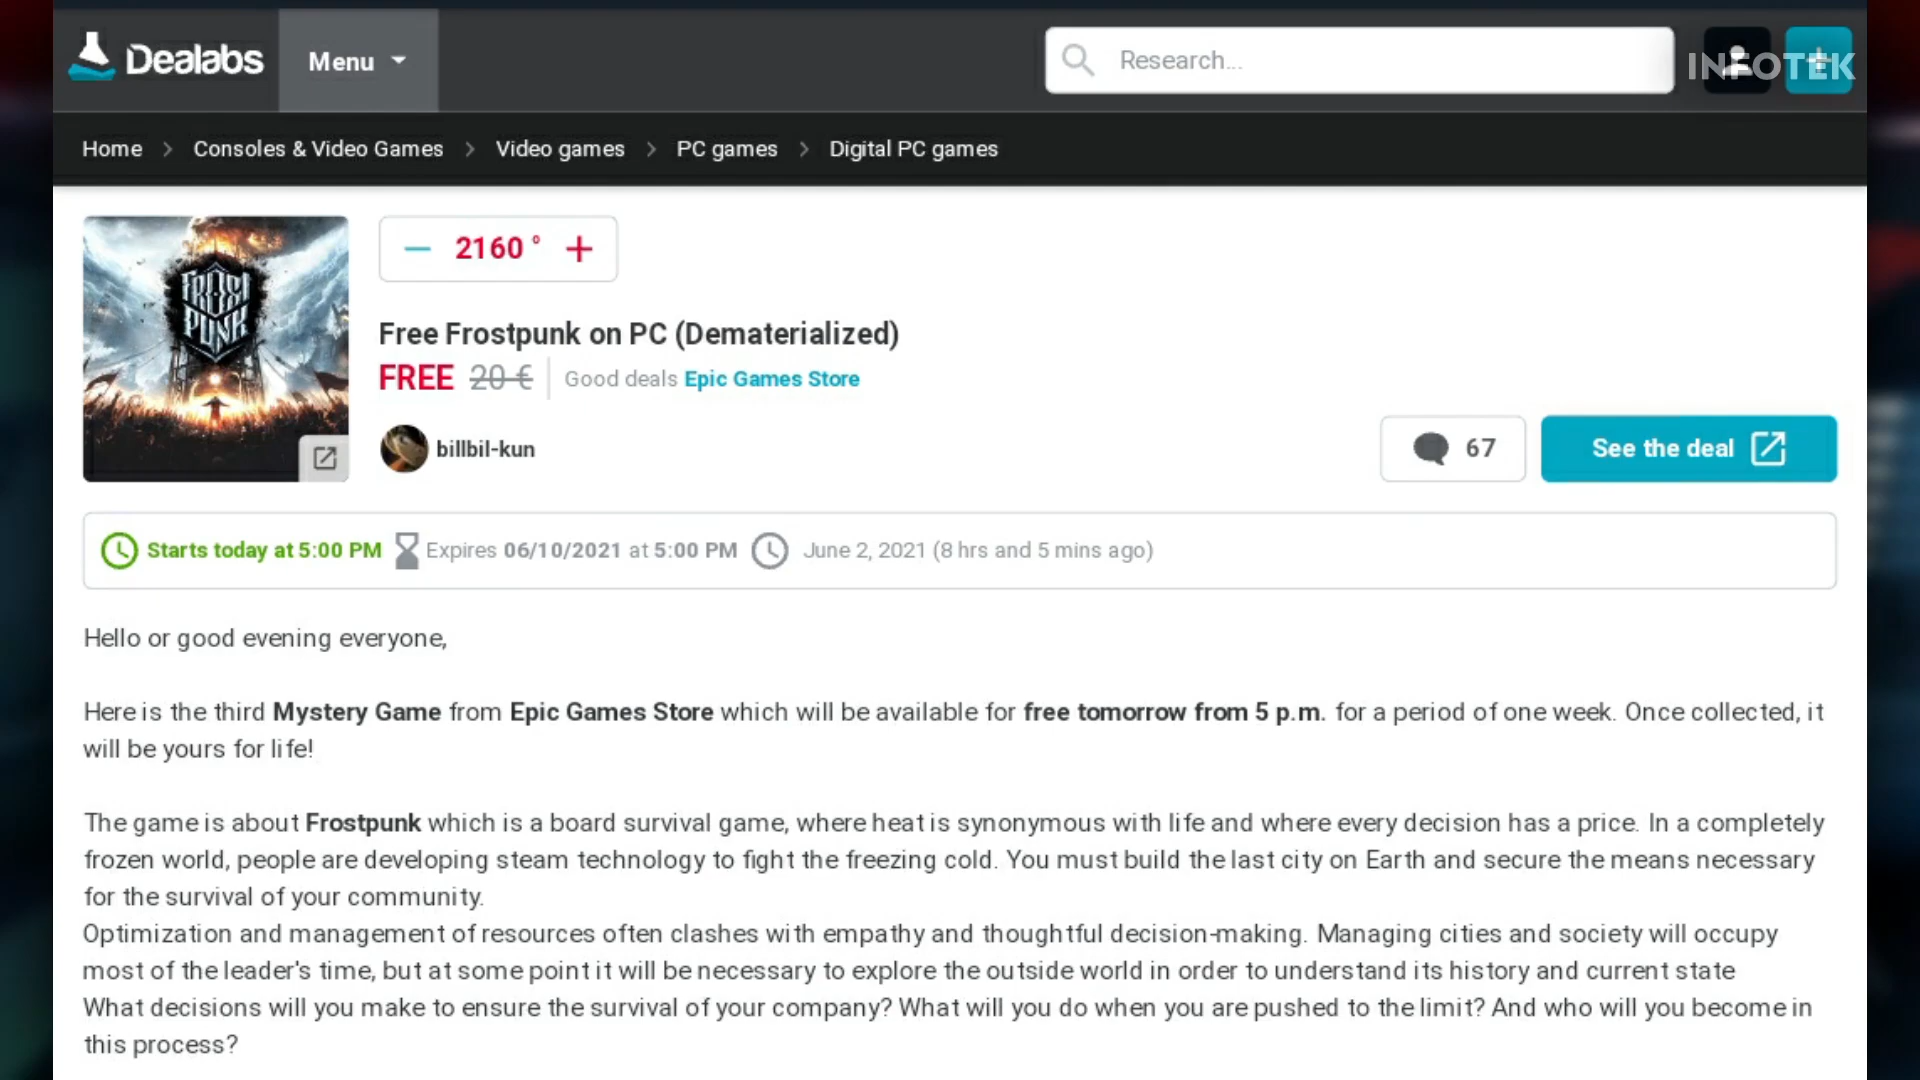 Dealabs
Menu
Research...
INFOTEK
Home > Consoles & Video Games > Video games > PC games > Digital PC games
FROST
PUNK
2160 °
Free Frostpunk on PC (Dematerialized)
FREE 20 € Good deals Epic Games Store
billbil-kun
67
See the deal
Starts today at 5:00 PM Expires 06/10/2021 at 5:00 PM June 2, 2021 (8 hrs and 5 mins ago)
Hello or good evening everyone,
Here is the third Mystery Game from Epic Games Store which will be available for free tomorrow from 5 p.m. for a period of one week. Once collected, it
will be yours for life!
The game is about Frostpunk which is a board survival game, where heat is synonymous with life and where every decision has a price. In a completely
frozen world, people are developing steam technology to fight the freezing cold. You must build the last city on Earth and secure the means necessary
for the survival of your community.
Optimization and management of resources often clashes with empathy and thoughtful decision-making. Managing cities and society will occupy
most of the leader's time, but at some point it will be necessary to explore the outside world in order to understand its history and current state
What decisions will you make to ensure the survival of your company? What will you do when you are pushed to the limit? And who will you become in
this process?